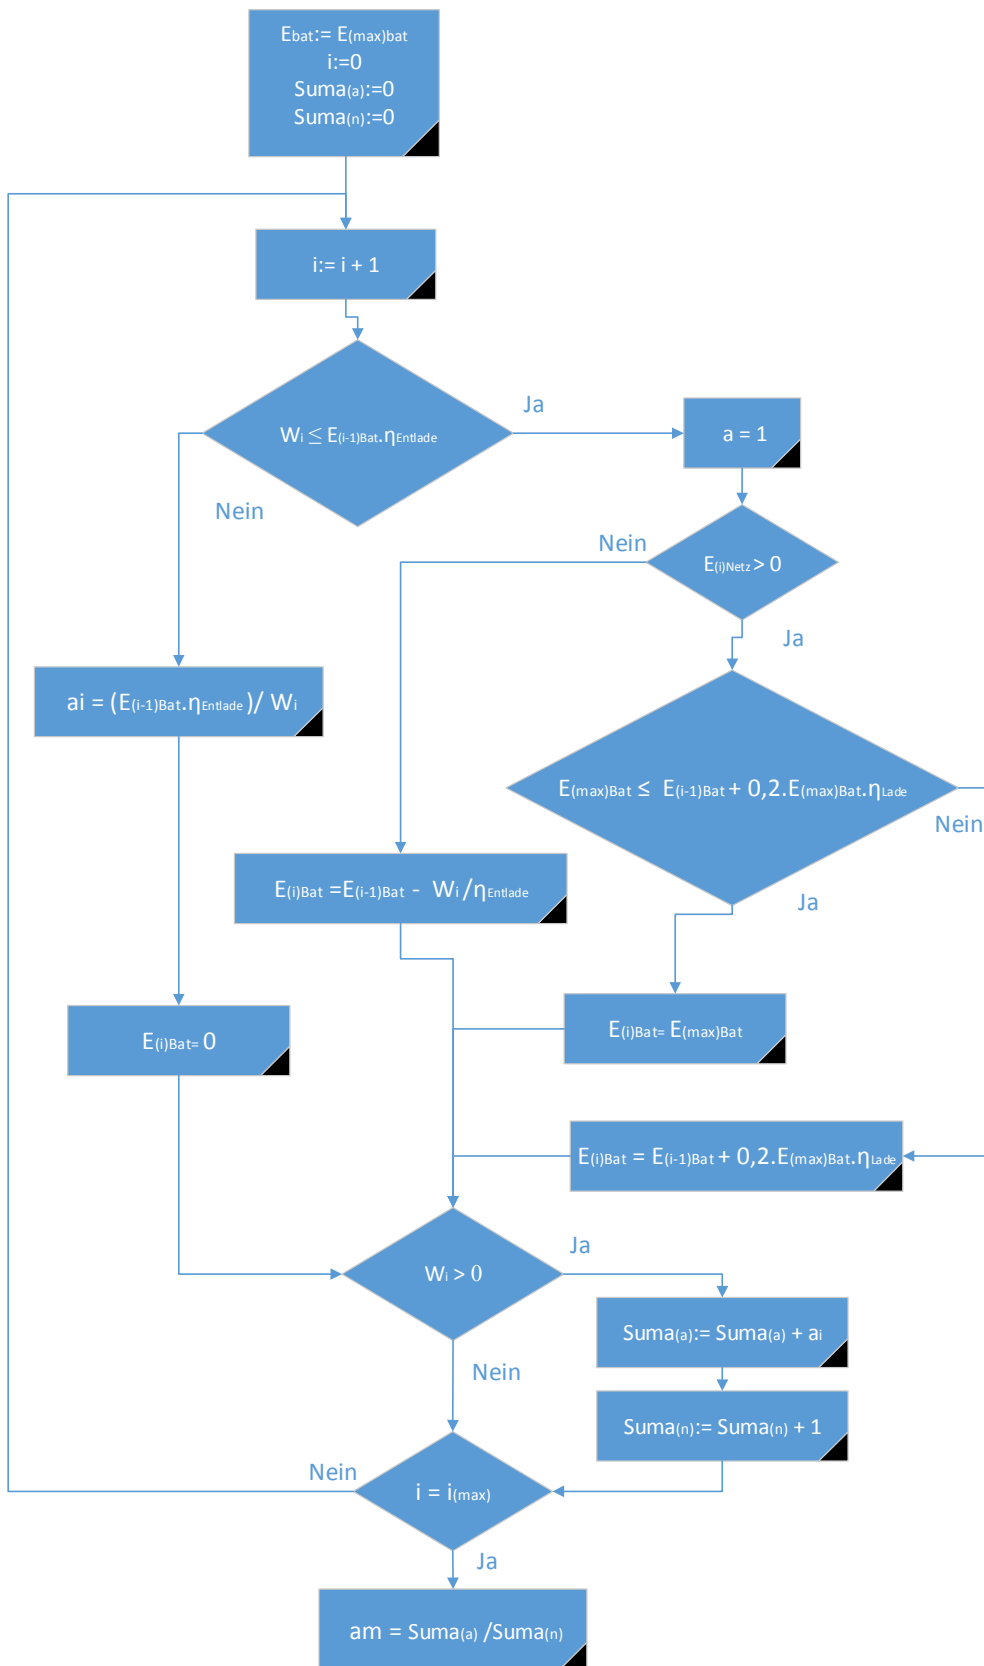 Ebat:= E(max)bat
i:=0
Suma(a):=0
Suma(n):=0
i:= i + 1
Wi ≤ E(i-1)Bat.ηEntlade
Ja
a = 1
Nein
Nein
E(i)Netz > 0
Ja
ai = (E(i-1)Bat.ηEntlade)/ Wi
E(max)Bat ≤ E(i-1)Bat + 0,2.E(max)Bat.ηLade
Nein
E(i)Bat =E(i-1)Bat - Wi /ηEntlade
Ja
E(i)Bat= E(max)Bat
E(i)Bat= 0
E(i)Bat = E(i-1)Bat + 0,2.E(max)Bat.ηLade
Ja
Wi > 0
Suma(a):= Suma(a) + ai
Nein
Suma(n):= Suma(n) + 1
Nein
i = i(max)
Ja
am = Suma(a) /Suma(n)